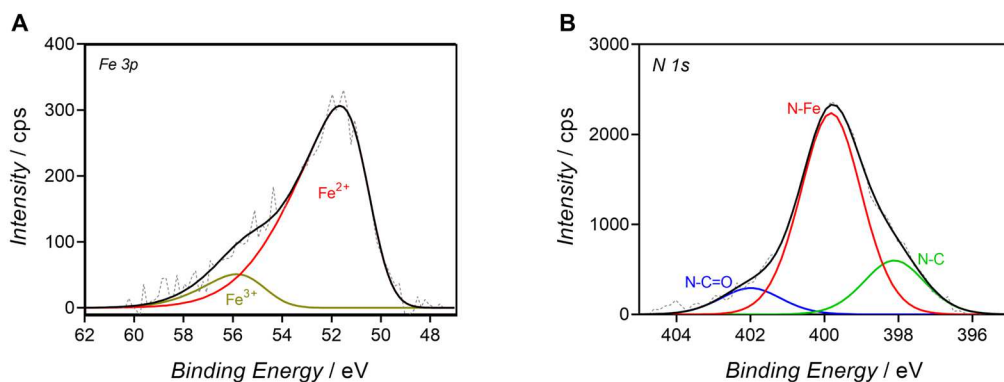 A
Fe 3p
Intensity / cps
400
300
200
100
0
Fe2+
Fe3+
62 60 58 56 54 52 50 48
Binding Energy / eV
B
N 1s
Intensity / cps
3000
2000
1000
0
N-Fe
N-C
N-C=O
404 402 400 398 396
Binding Energy / eV